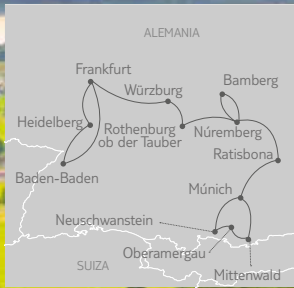 ALEMANIA
Frankfurt
Würzburg
Bamberg
Heidelberg
Rothenburg
ob der Tauber
Núremberg
Ratisbona
Baden-Baden
Múnich
Neuschwanstein
Oberamergau
SUIZA
Mittenwald